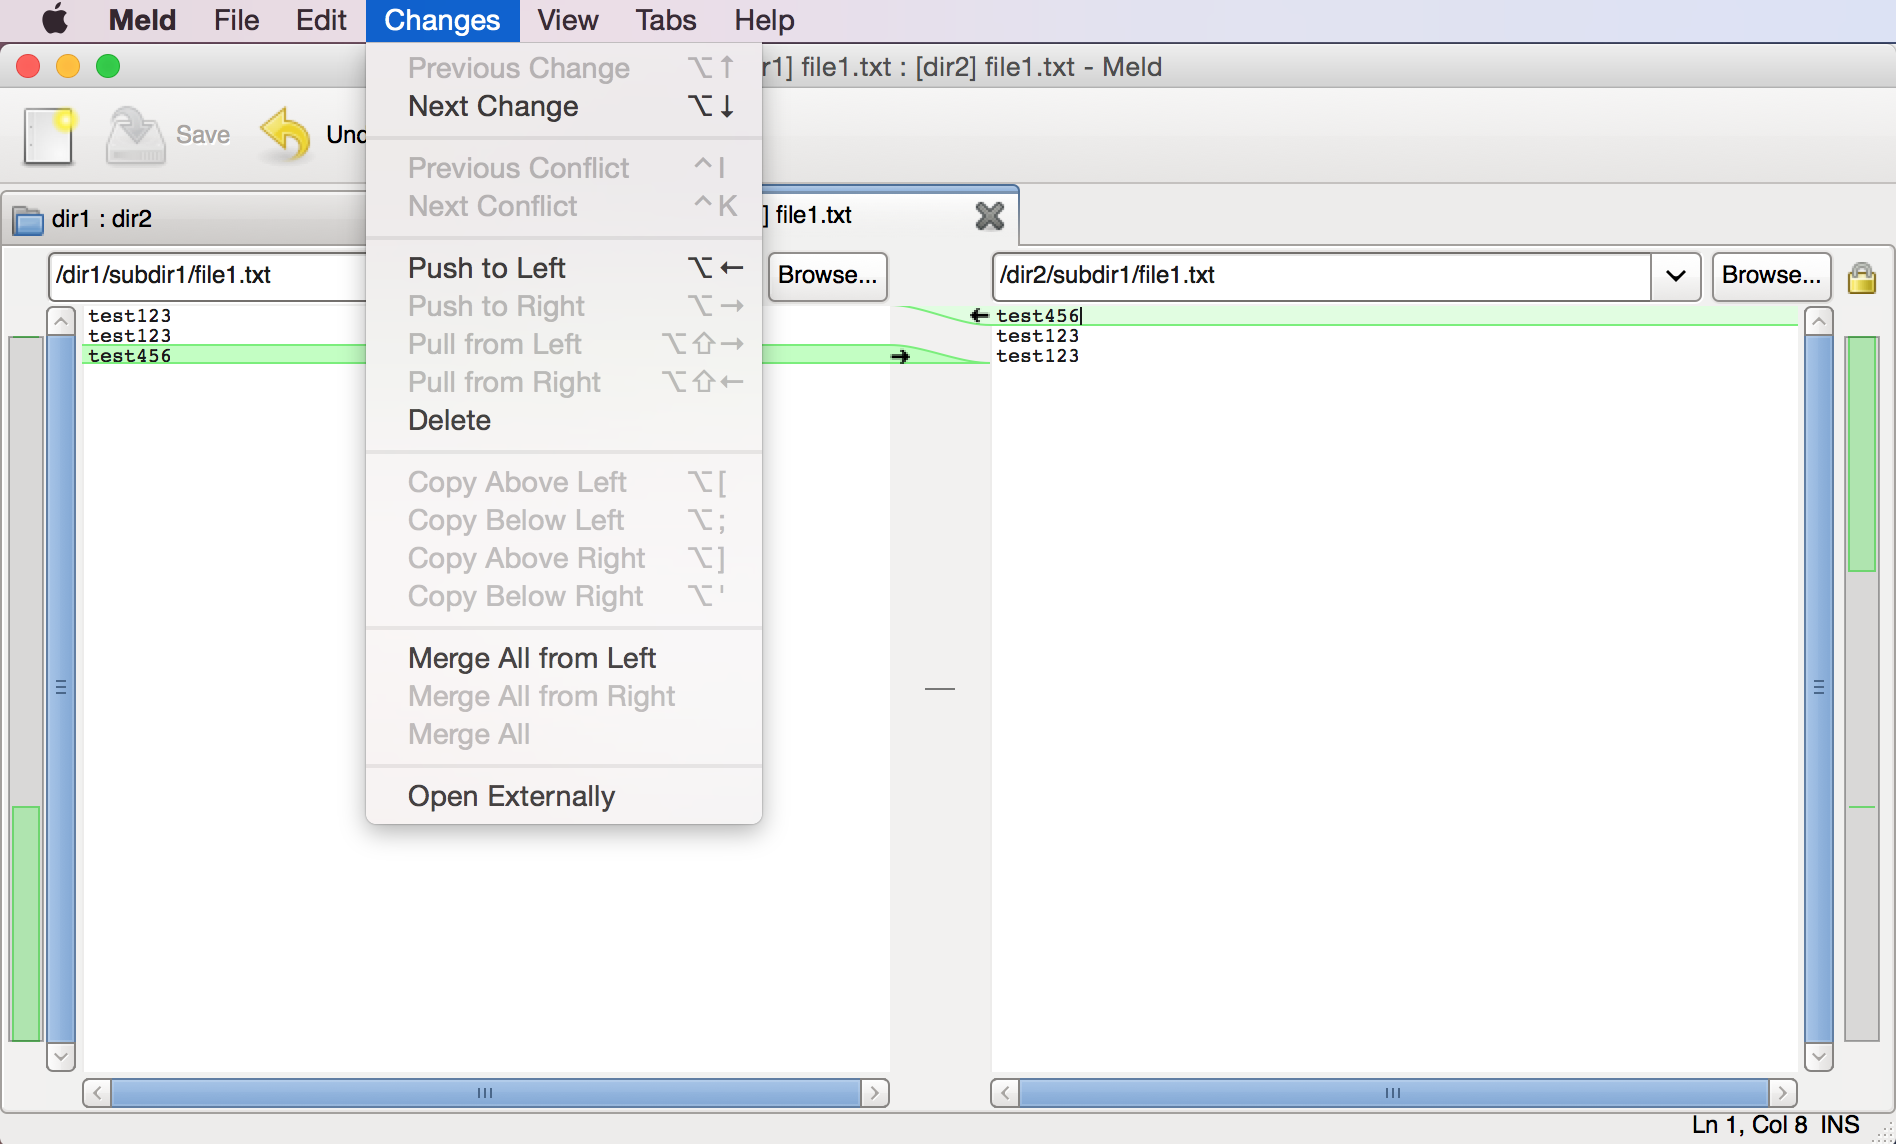 Meld File Edit Changes View Tabs Help
r1] file1.txt : [dir2] file1.txt - Meld
Save
dir1 : dir2
] file1.txt
/dir1/subdir1/file1.txt
Browse...
/dir2/subdir1/file1.txt
Browse...
test123
test123
test456
test456
test123
test123
Previous Change ⌥↑
Next Change ⌥↓
Previous Conflict ^I
Next Conflict ^K
Push to Left ⌥←
Push to Right ⌥→
Pull from Left ⌥⇧→
Pull from Right ⌥⇧←
Delete
Copy Above Left ⌥[
Copy Below Left ⌥;
Copy Above Right ⌥]
Copy Below Right ⌥'
Merge All from Left
Merge All from Right
Merge All
Open Externally
Ln 1, Col 8 INS